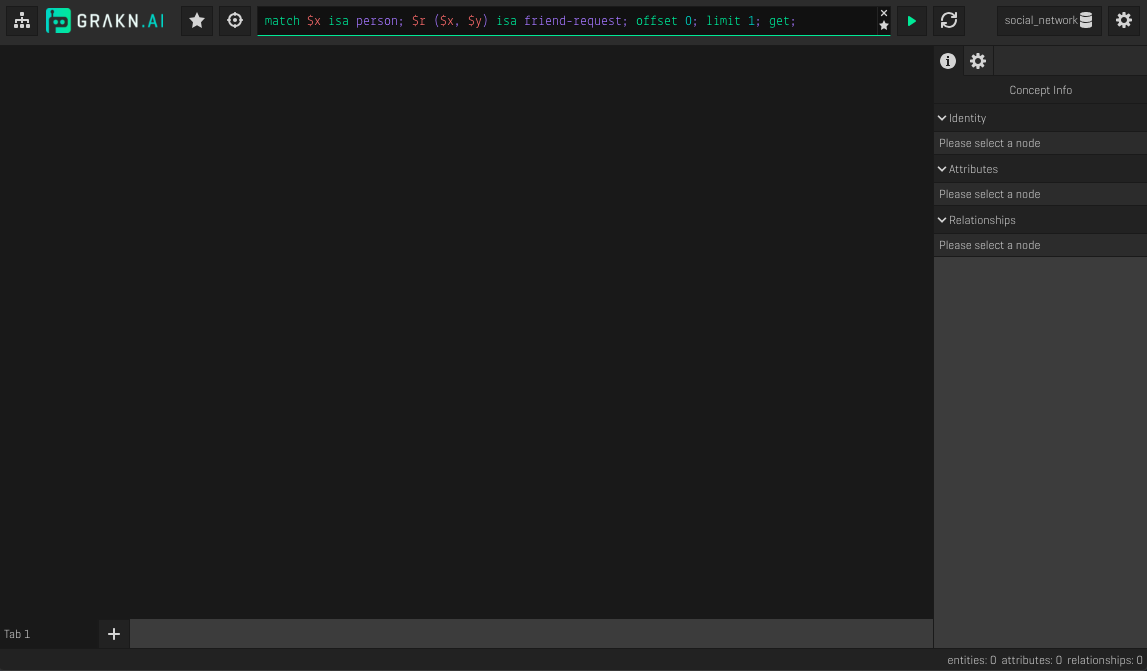 GRAKN.AI
match $x isa person; $r ($x, $y) isa friend-request; offset 0; limit 1; get;
social_network
Concept Info
Identity
Please select a node
Attributes
Please select a node
Relationships
Please select a node
Tab 1
entities: 0 attributes: 0 relationships: 0